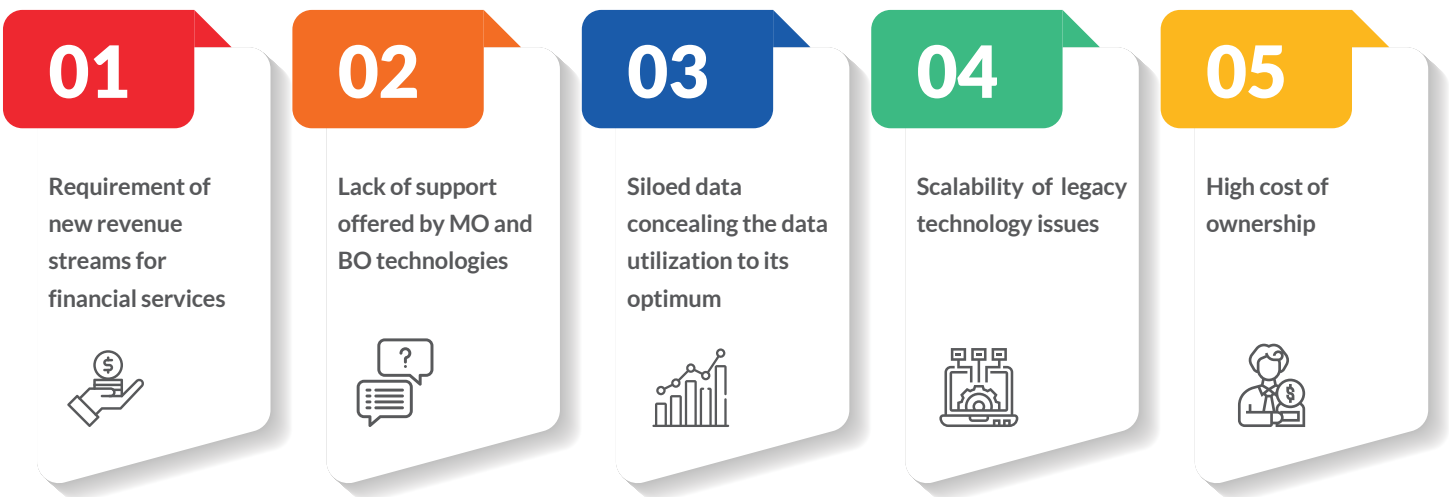 01
Requirement of
new revenue
streams for
financial services
$
02
Lack of support
offered by MO and
BO technologies
?
03
Siloed data
concealing the data
utilization to its
optimum
04
Scalability of legacy
technology issues
05
High cost of
ownership
$